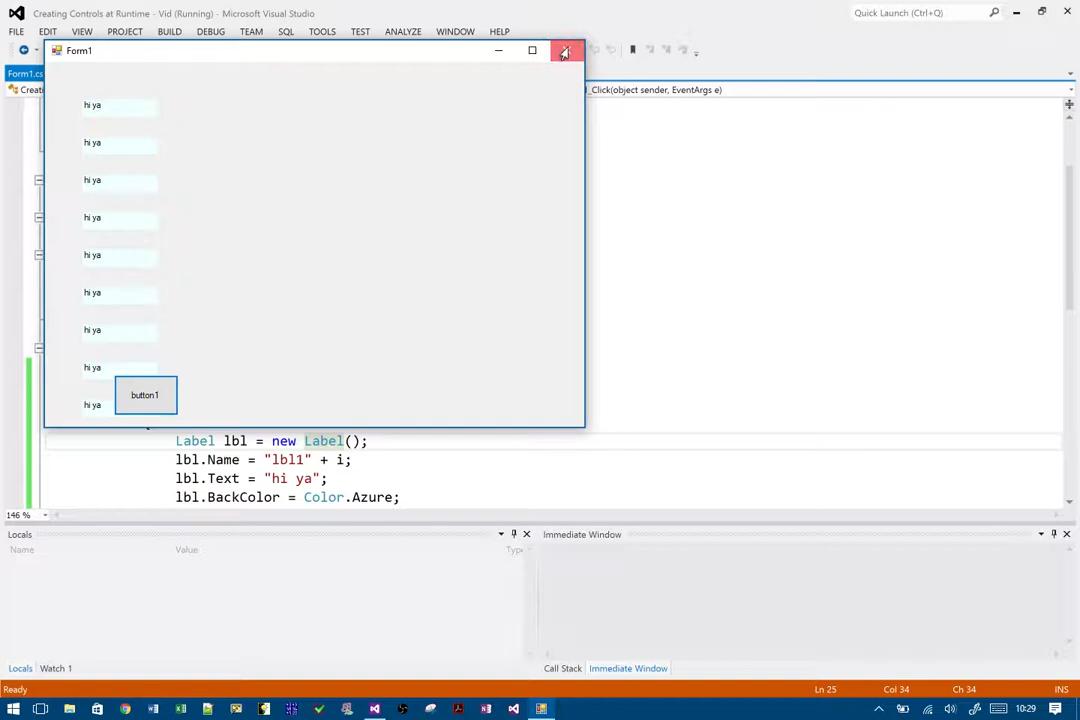 Creating Controls at Runtime - Vid (Running) - Microsoft Visual Studio
Quick Launch (Ctrl+Q)
FILE EDIT VIEW PROJECT BUILD DEBUG TEAM SQL TOOLS TEST ANALYZE WINDOW HELP
Form1
Form1.cs
Creati
_Click(object sender, EventArgs e)
hi ya
hi ya
hi ya
hi ya
hi ya
hi ya
hi ya
hi ya
button1
hi ya
Label lbl = new Label();
lbl.Name = "lbl1" + i;
lbl.Text = "hi ya";
lbl.BackColor = Color.Azure;
146 %
Locals
Immediate Window
Name Value Type
Locals Watch 1
Call Stack Immediate Window
Ready Ln 25 Col 34 Ch 34 INS
10:29